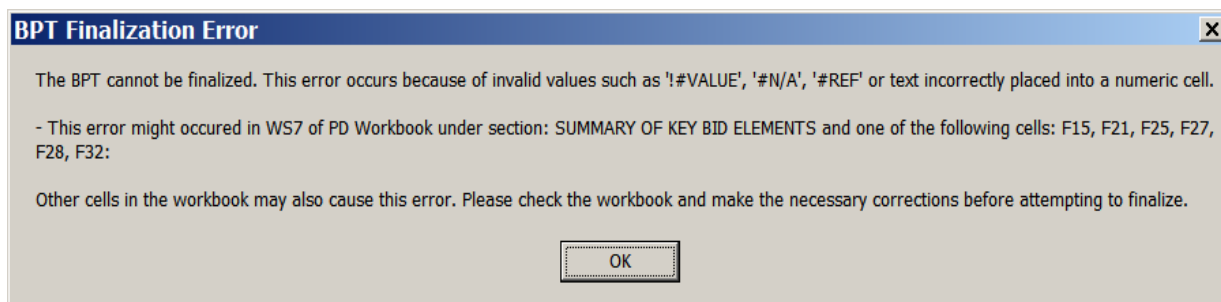 BPT Finalization Error
The BPT cannot be finalized. This error occurs because of invalid values such as '!#VALUE', '#N/A', '#REF' or text incorrectly placed into a numeric cell.
- This error might occured in WS7 of PD Workbook under section: SUMMARY OF KEY BID ELEMENTS and one of the following cells: F15, F21, F25, F27,
F28, F32:
Other cells in the workbook may also cause this error. Please check the workbook and make the necessary corrections before attempting to finalize.
OK